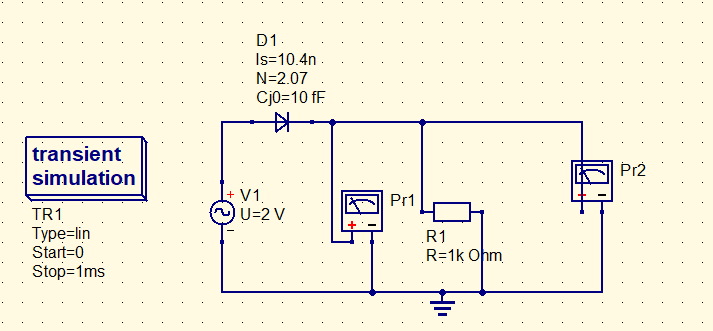 D1
Is=10.4n
N=2.07
Cj0=10 fF
transient
simulation
TR1
Type=lin
Start=0
Stop=1ms
+
V1
U=2 V
−
Pr1
+ −
R1
R=1k Ohm
Pr2
+ −